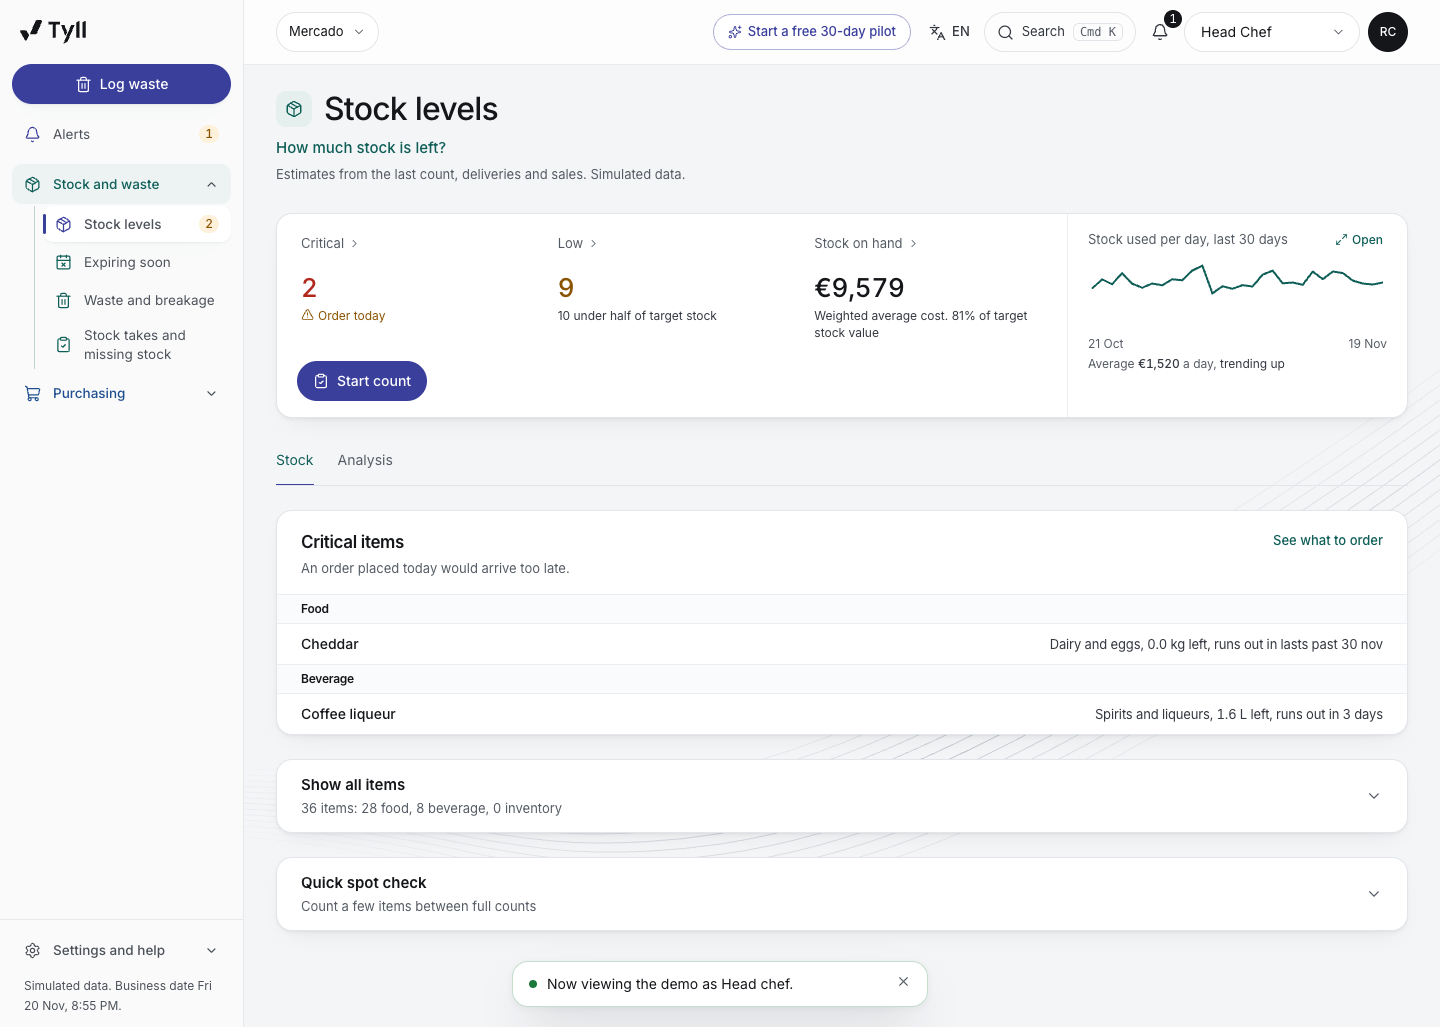 Tyll
Log waste
Alerts
1
Stock and waste
Stock levels
2
Expiring soon
Waste and breakage
Stock takes and
missing stock
Purchasing
Settings and help
Simulated data. Business date Fri
20 Nov, 8:55 PM.
Mercado
Start a free 30-day pilot
EN
Search
Cmd K
1
Head Chef
RC
Stock levels
How much stock is left?
Estimates from the last count, deliveries and sales. Simulated data.
Critical
2
Order today
Low
9
10 under half of target stock
Stock on hand
€9,579
Weighted average cost. 81% of target
stock value
Start count
Stock used per day, last 30 days
Open
21 Oct
19 Nov
Average €1,520 a day, trending up
Stock
Analysis
Critical items
See what to order
An order placed today would arrive too late.
Food
Cheddar
Dairy and eggs, 0.0 kg left, runs out in lasts past 30 nov
Beverage
Coffee liqueur
Spirits and liqueurs, 1.6 L left, runs out in 3 days
Show all items
36 items: 28 food, 8 beverage, 0 inventory
Quick spot check
Count a few items between full counts
Now viewing the demo as Head chef.